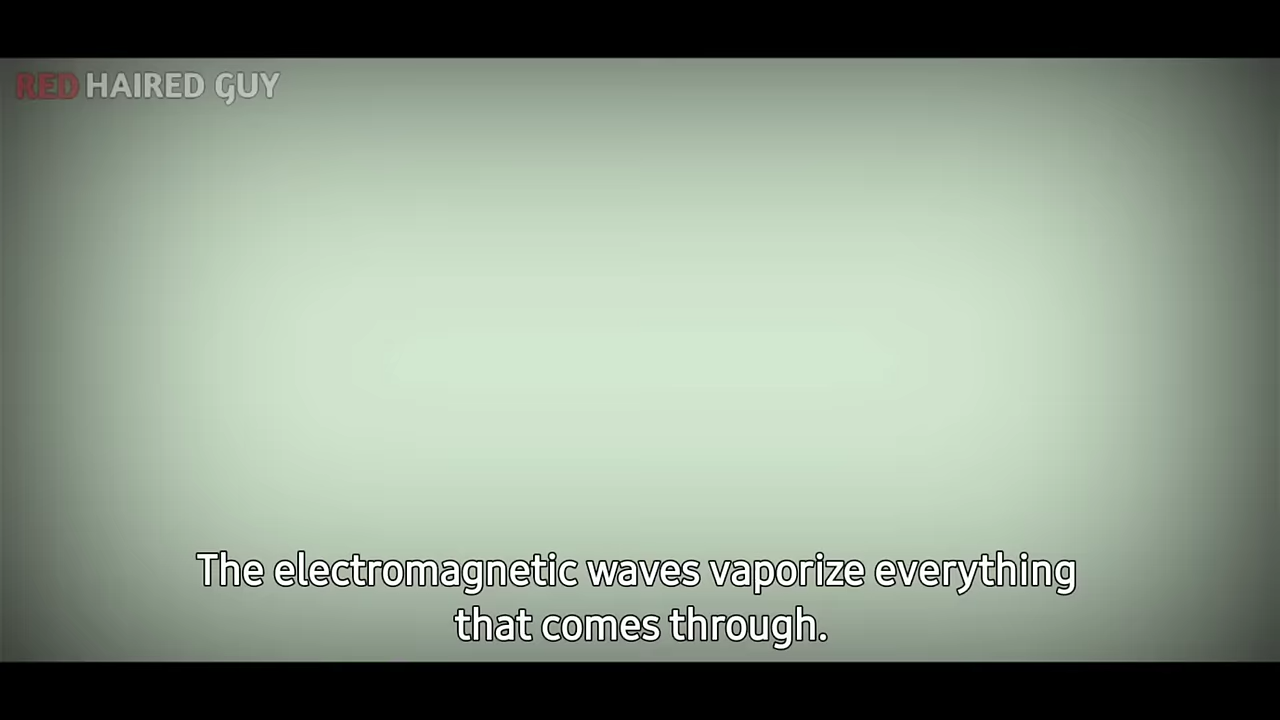 RED HAIRED GUY
The electromagnetic waves vaporize everything
that comes through.